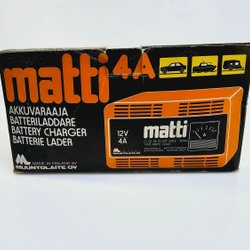 matti 4A
AKKUVARAAJA
BATTERILADDARE
BATTERY CHARGER
BATTERIE LADER
MADE IN FINLAND BY
MUUNTOLAITE OY
12V
4A
matti